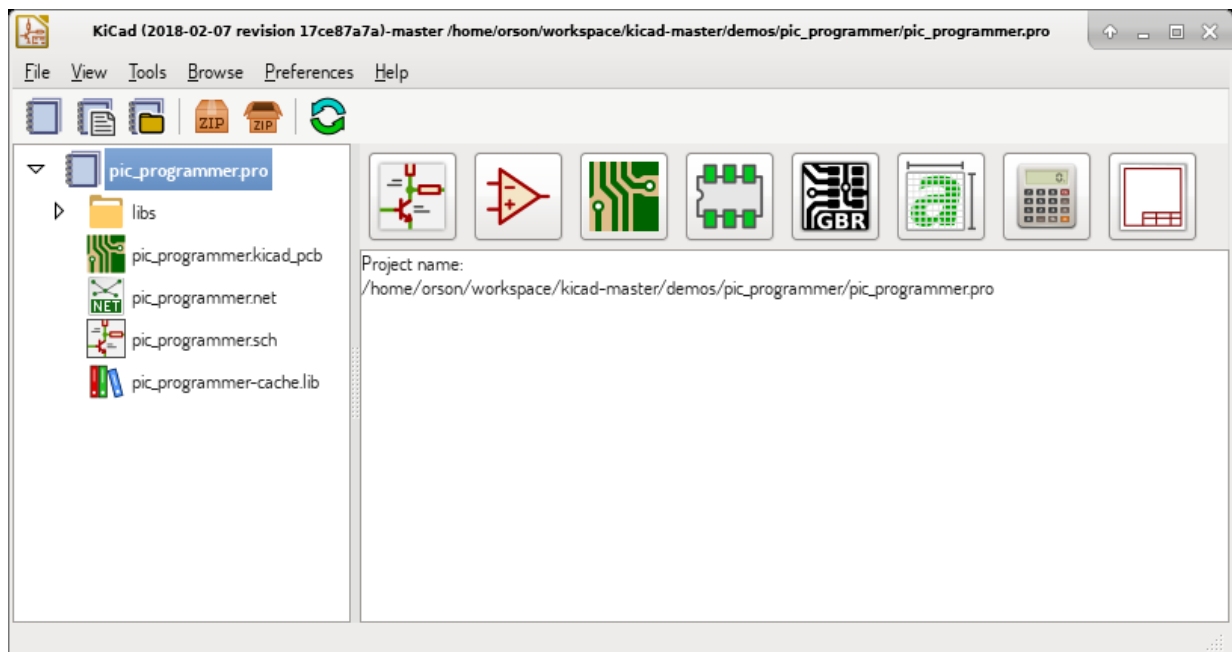 KiCad (2018-02-07 revision 17ce87a7a)-master /home/orson/workspace/kicad-master/demos/pic_programmer/pic_programmer.pro
File View Tools Browse Preferences Help
ZIP ZIP
pic_programmer.pro
libs
pic_programmer.kicad_pcb
NET pic_programmer.net
pic_programmer.sch
pic_programmer-cache.lib
GBR a 0.
Project name:
/home/orson/workspace/kicad-master/demos/pic_programmer/pic_programmer.pro